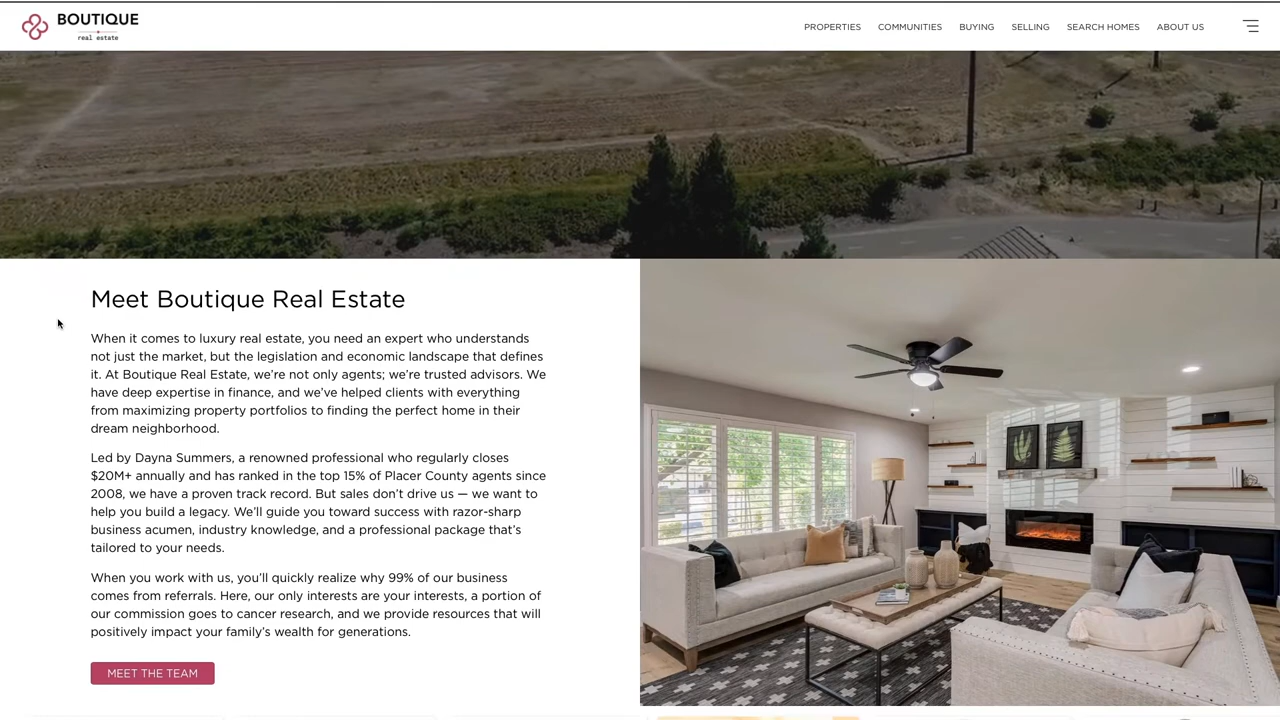 BOUTIQUE
real estate
PROPERTIES COMMUNITIES BUYING SELLING SEARCH HOMES ABOUT US
Meet Boutique Real Estate
When it comes to luxury real estate, you need an expert who understands
not just the market, but the legislation and economic landscape that defines
it. At Boutique Real Estate, we’re not only agents; we’re trusted advisors. We
have deep expertise in finance, and we’ve helped clients with everything
from maximizing property portfolios to finding the perfect home in their
dream neighborhood.
Led by Dayna Summers, a renowned professional who regularly closes
$20M+ annually and has ranked in the top 15% of Placer County agents since
2008, we have a proven track record. But sales don’t drive us — we want to
help you build a legacy. We’ll guide you toward success with razor-sharp
business acumen, industry knowledge, and a professional package that’s
tailored to your needs.
When you work with us, you’ll quickly realize why 99% of our business
comes from referrals. Here, our only interests are your interests, a portion of
our commission goes to cancer research, and we provide resources that will
positively impact your family’s wealth for generations.
MEET THE TEAM